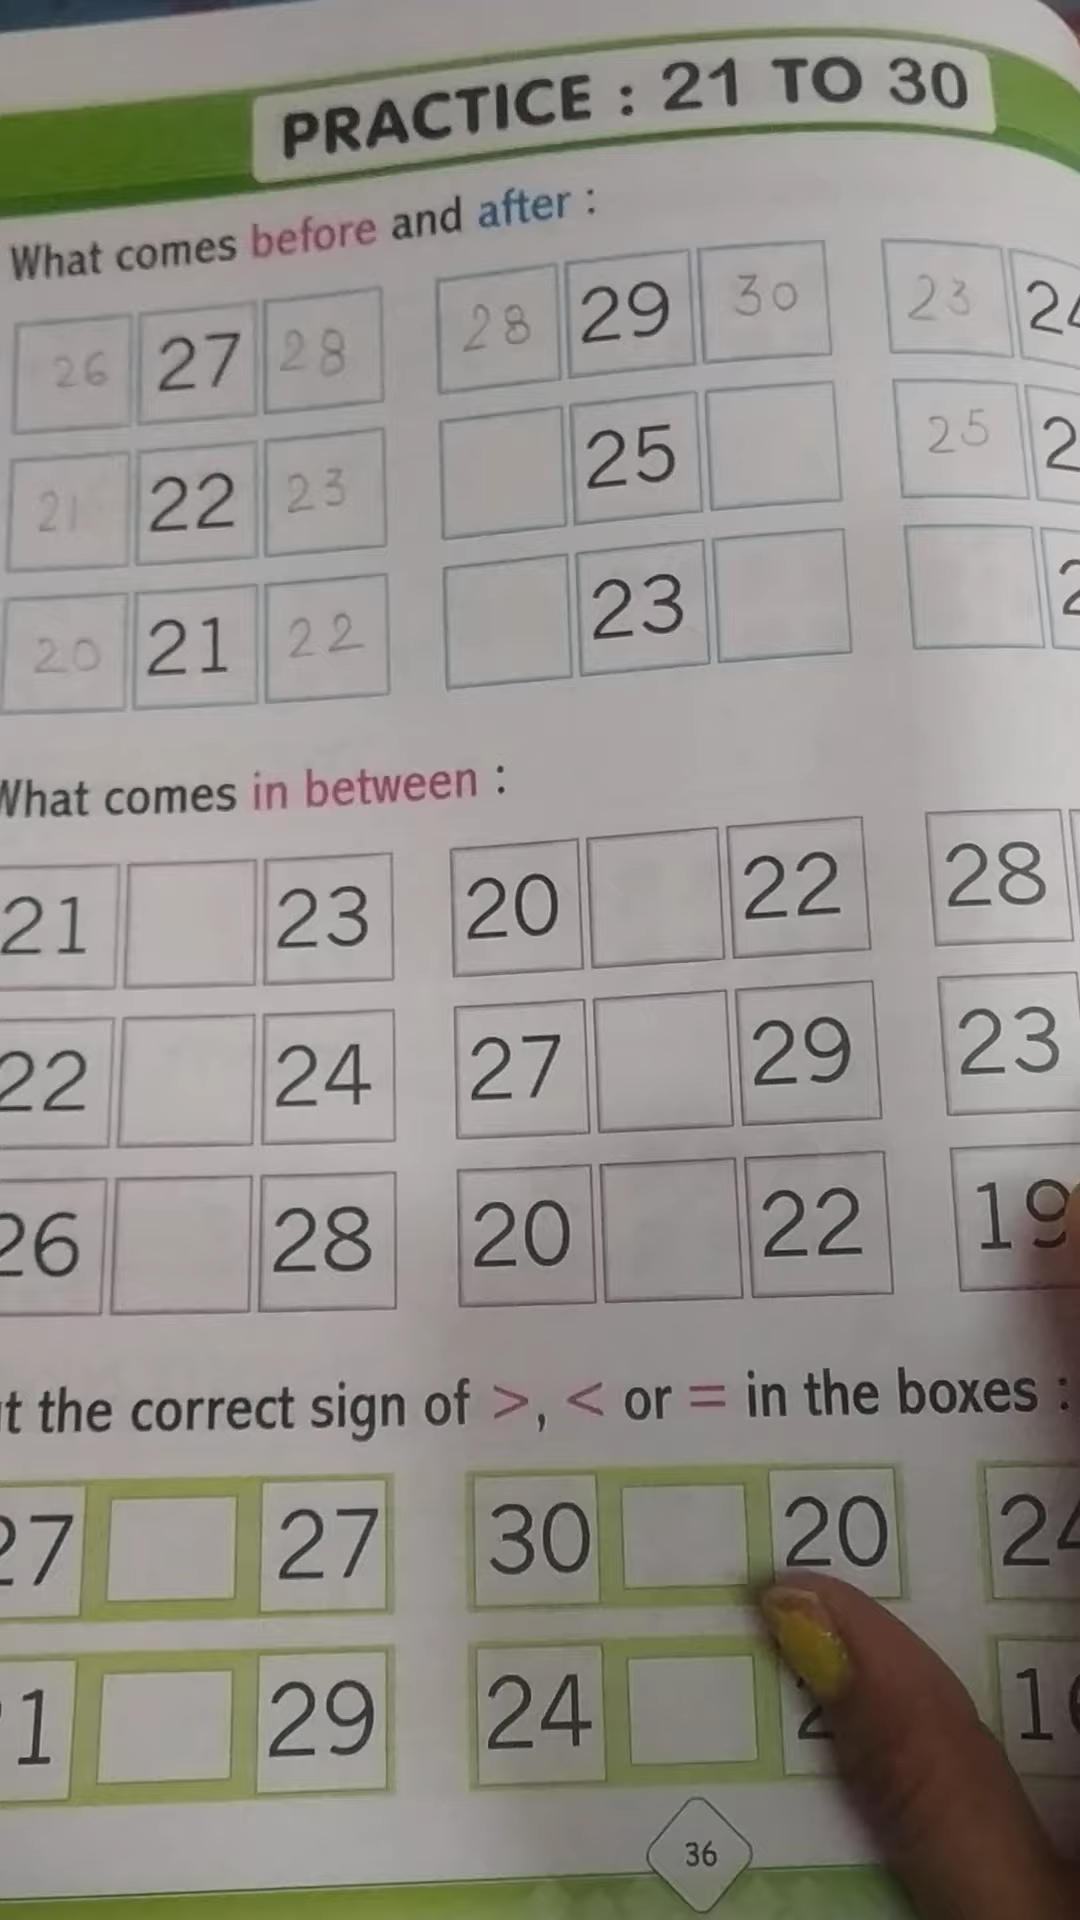 PRACTICE : 21 TO 30
What comes before and after :
26 27 28 28 29 30 23
21 22 23 25 25
20 21 22 23
What comes in between :
21 23 20 22 28
22 24 27 29 23
26 28 20 22 19
the correct sign of >, < or = in the boxes :
27 27 30 20
29 24
36